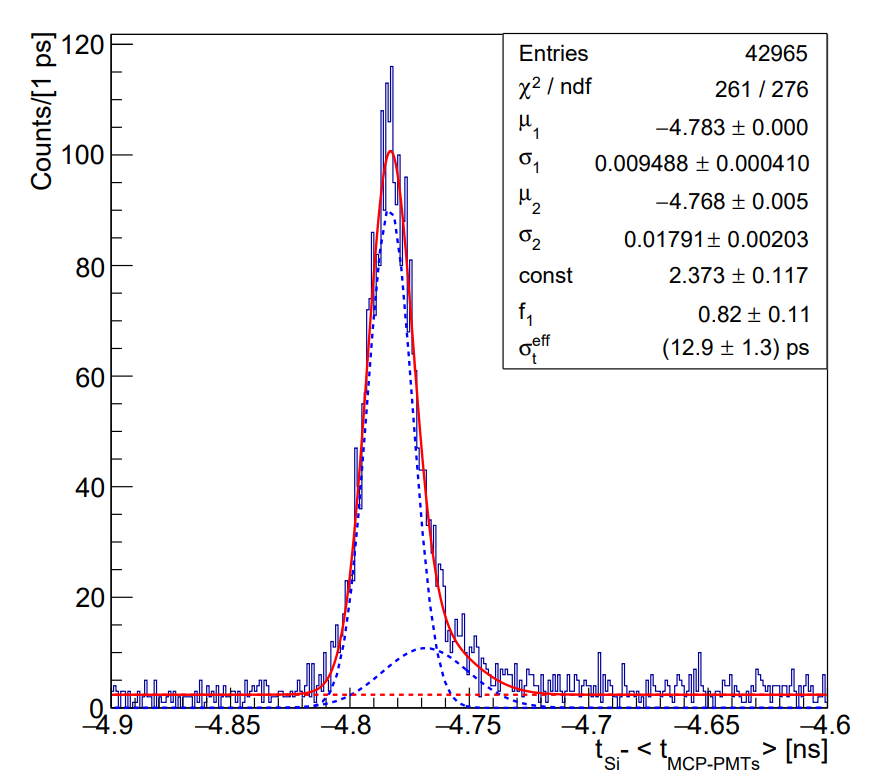 Counts/[1 ps]
120
100
80
60
40
20
0
Entries 42965
χ² / ndf 261 / 276
μ₁ −4.783 ± 0.000
σ₁ 0.009488 ± 0.000410
μ₂ −4.768 ± 0.005
σ₂ 0.01791± 0.00203
const 2.373 ± 0.117
f₁ 0.82 ± 0.11
σₜᵉᶠᶠ (12.9 ± 1.3) ps
−4.9 −4.85 −4.8 −4.75 −4.7 −4.65 −4.6
t_Si- < t_MCP-PMTs > [ns]